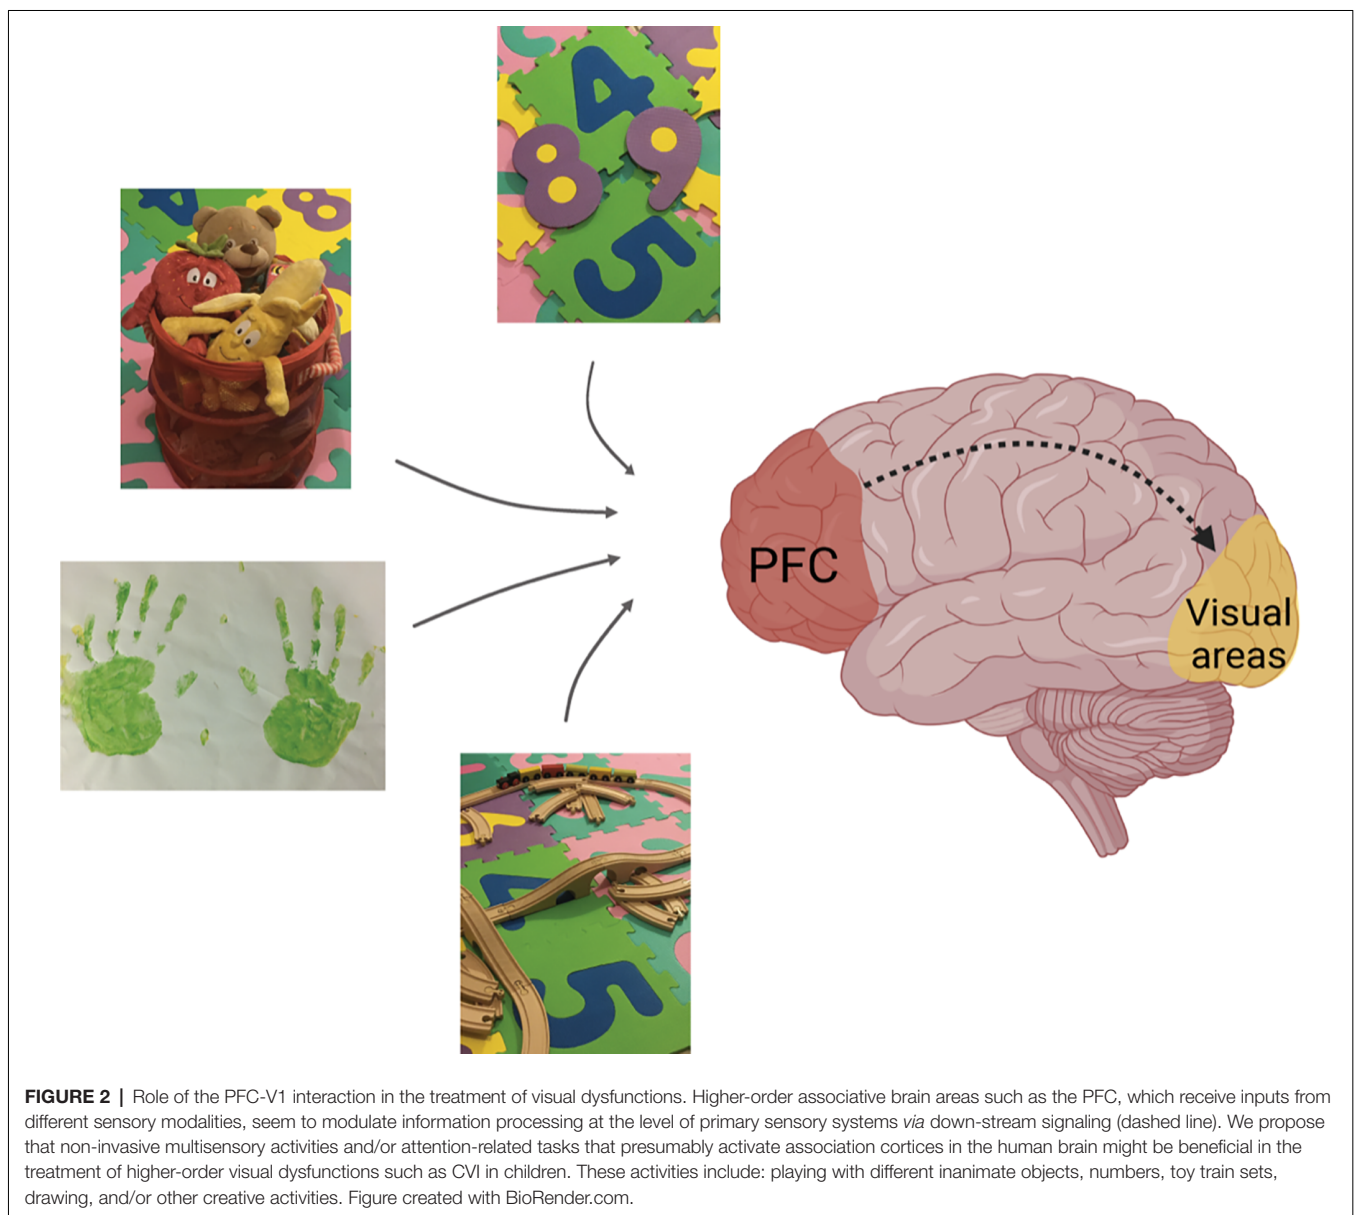 4
8
4
8 9
5
PFC
Visual
areas
4
5
FIGURE 2 | Role of the PFC-V1 interaction in the treatment of visual dysfunctions. Higher-order associative brain areas such as the PFC, which receive inputs from
different sensory modalities, seem to modulate information processing at the level of primary sensory systems via down-stream signaling (dashed line). We propose
that non-invasive multisensory activities and/or attention-related tasks that presumably activate association cortices in the human brain might be beneficial in the
treatment of higher-order visual dysfunctions such as CVI in children. These activities include: playing with different inanimate objects, numbers, toy train sets,
drawing, and/or other creative activities. Figure created with BioRender.com.